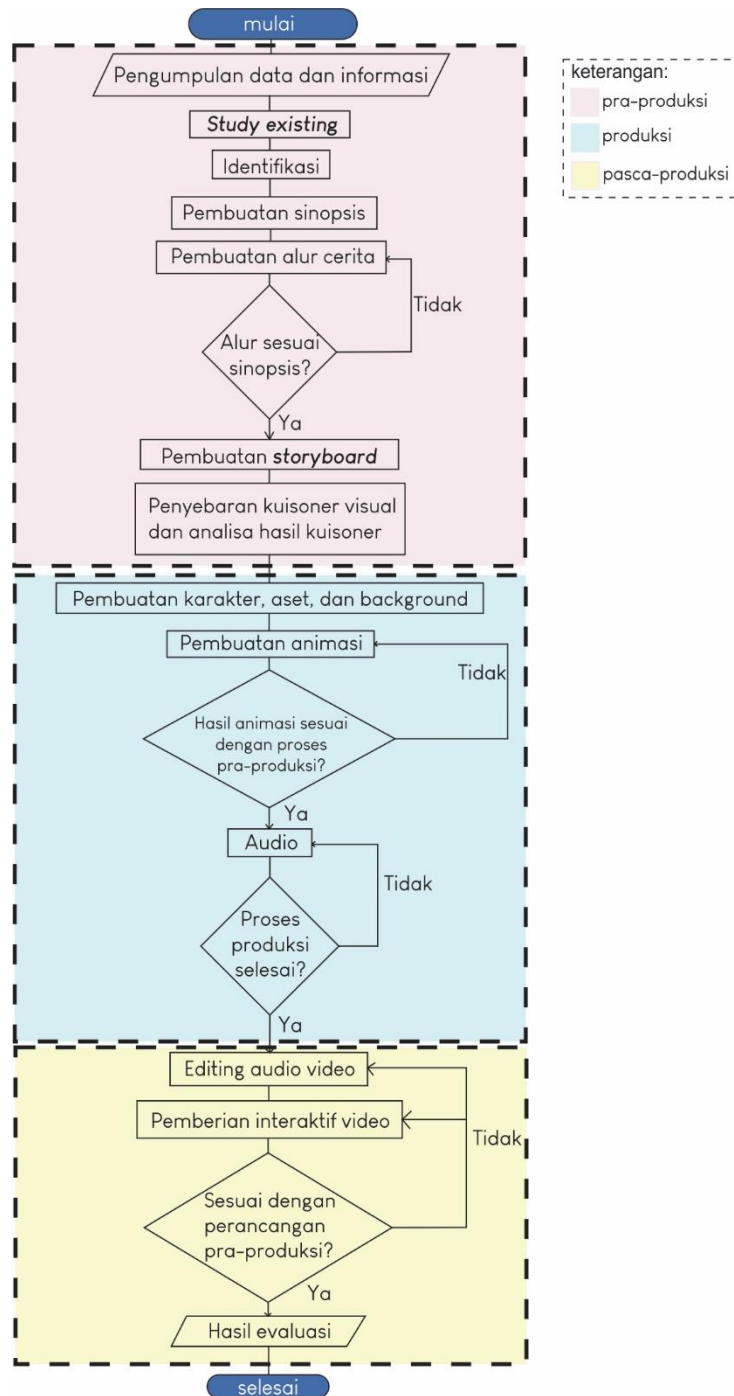 mulai
Pengumpulan data dan informasi
Study existing
Identifikasi
Pembuatan sinopsis
Pembuatan alur cerita
Tidak
Alur sesuai
sinopsis?
Ya
Pembuatan storyboard
Penyebaran kuisoner visual
dan analisa hasil kuisoner
Pembuatan karakter, aset, dan background
Pembuatan animasi
Tidak
Hasil animasi sesuai
dengan proses
pra-produksi?
Ya
Audio
Tidak
Proses
produksi
selesai?
Ya
Editing audio video
Pemberian interaktif video
Tidak
Sesuai dengan
perancangan
pra-produksi?
Ya
Hasil evaluasi
selesai
keterangan:
pra-produksi
produksi
pasca-produksi